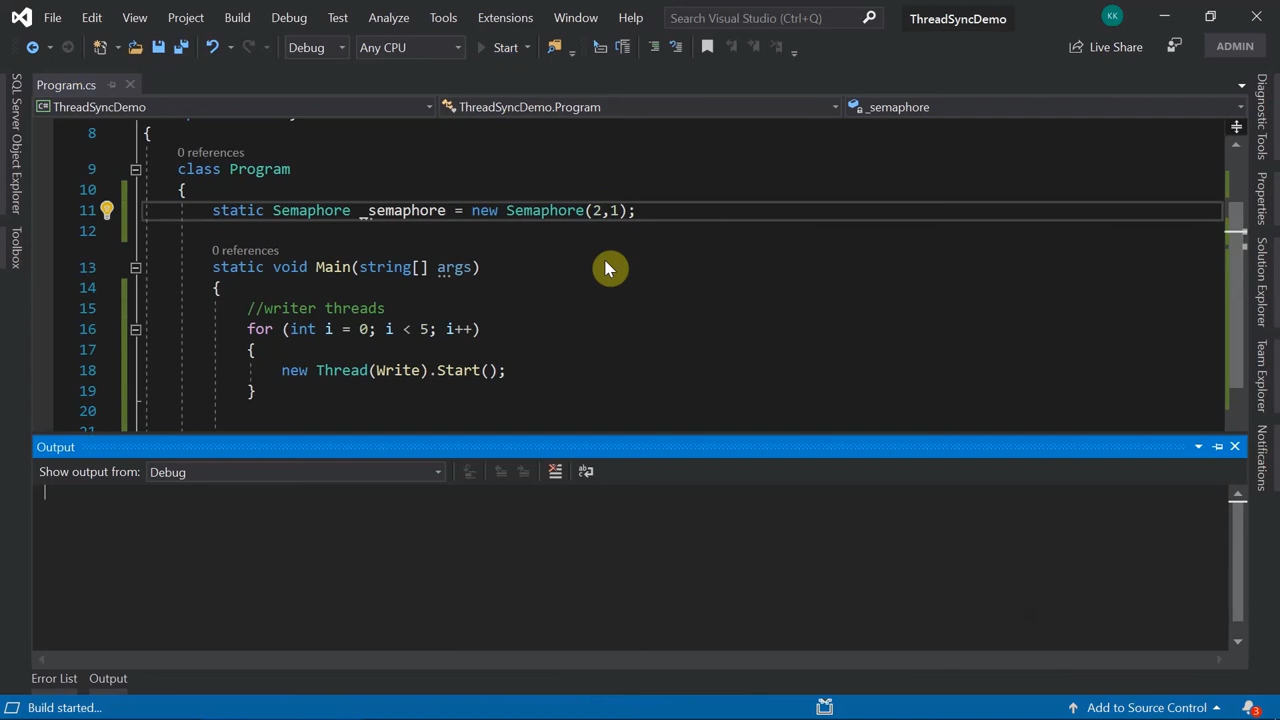 File Edit View Project Build Debug Test Analyze Tools Extensions Window Help Search Visual Studio (Ctrl+Q) ThreadSyncDemo KK
Debug Any CPU Start Live Share ADMIN
Program.cs
ThreadSyncDemo ThreadSyncDemo.Program _semaphore
8 {
0 references
9 class Program
10 {
11 static Semaphore _semaphore = new Semaphore(2,1);
12
0 references
13 static void Main(string[] args)
14 {
15 //writer threads
16 for (int i = 0; i < 5; i++)
17 {
18 new Thread(Write).Start();
19 }
20
21
Output
Show output from: Debug
Error List Output
Build started... Add to Source Control 3
SQL Server Object Explorer
Toolbox
Diagnostic Tools
Properties
Solution Explorer
Team Explorer
Notifications